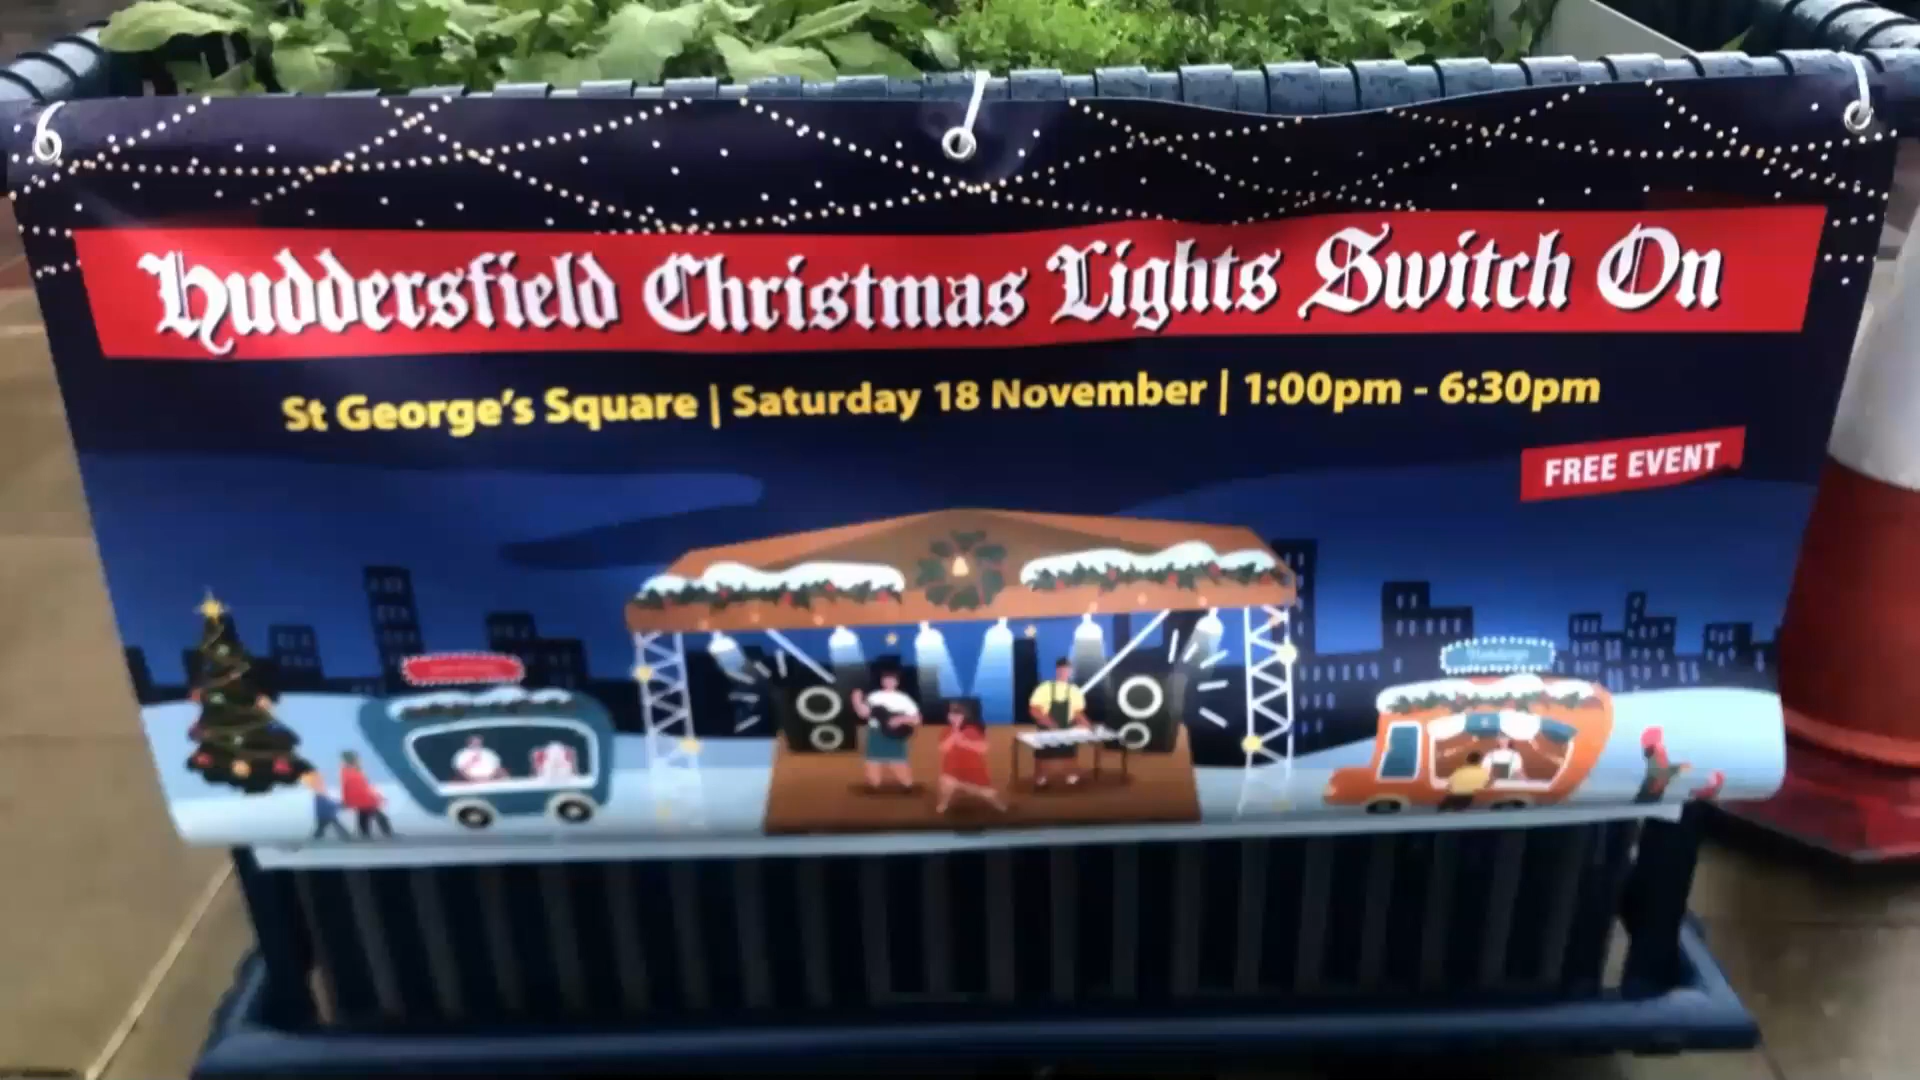 Huddersfield Christmas Lights Switch On
St George's Square | Saturday 18 November | 1:00pm - 6:30pm
FREE EVENT